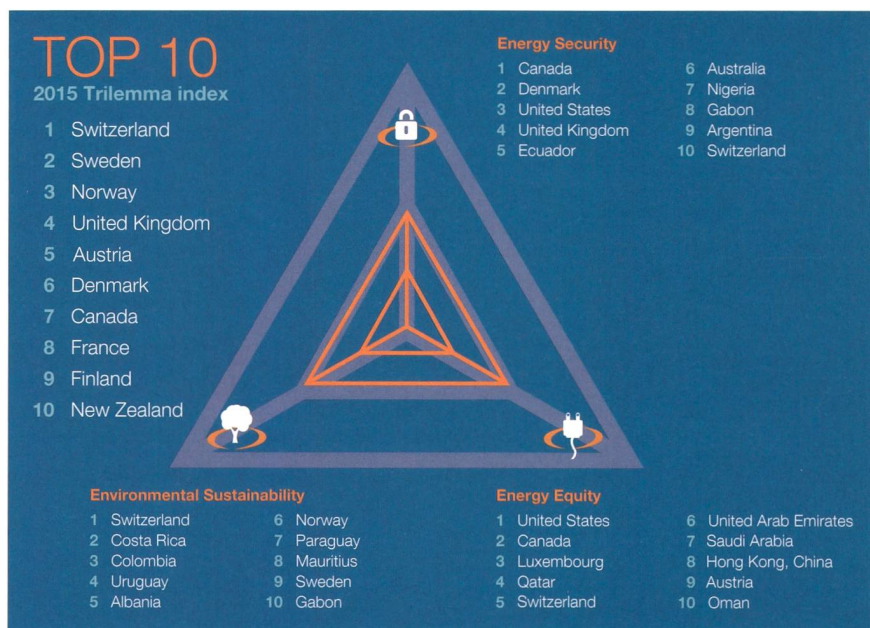 TOP 10
2015 Trilemma index
1 Switzerland
2 Sweden
3 Norway
4 United Kingdom
5 Austria
6 Denmark
7 Canada
8 France
9 Finland
10 New Zealand
Energy Security
1 Canada
2 Denmark
3 United States
4 United Kingdom
5 Ecuador
6 Australia
7 Nigeria
8 Gabon
9 Argentina
10 Switzerland
Environmental Sustainability
1 Switzerland
2 Costa Rica
3 Colombia
4 Uruguay
5 Albania
6 Norway
7 Paraguay
8 Mauritius
9 Sweden
10 Gabon
Energy Equity
1 United States
2 Canada
3 Luxembourg
4 Qatar
5 Switzerland
6 United Arab Emirates
7 Saudi Arabia
8 Hong Kong, China
9 Austria
10 Oman